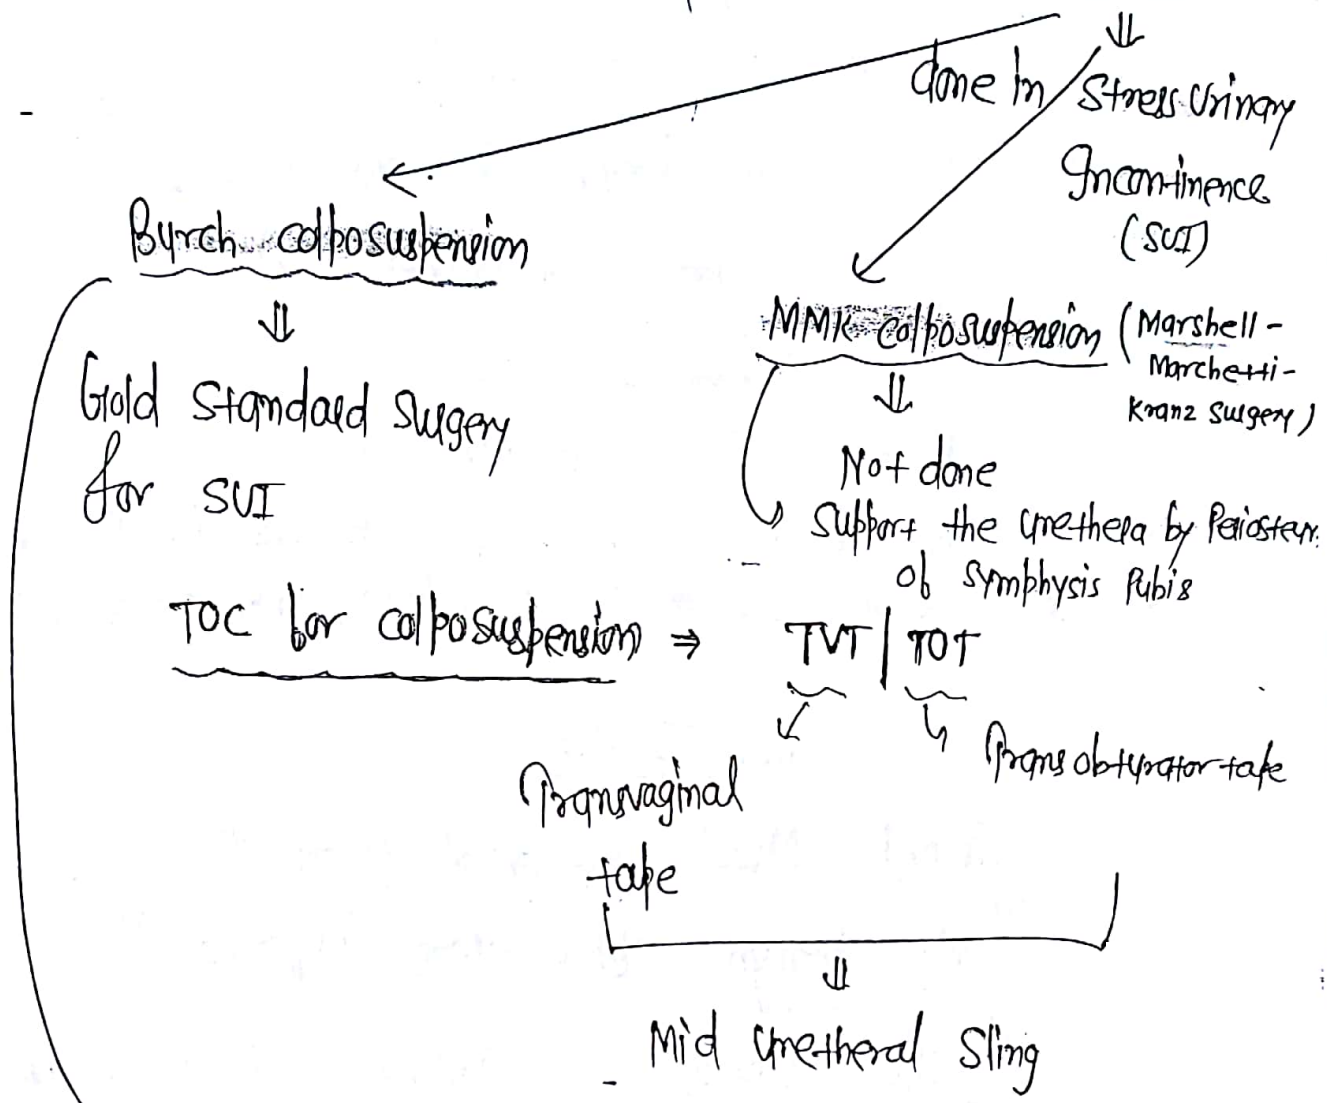 ⇓
done in Stress Urinary
Incontinence
(SUI)
Byrch colposuspension
⇓
Gold Standard Surgery
for SUI
MMK colposuspension (Marshell-
Marchetti-
Kranz Surgery)
⇓
Not done
Support the urethera by Periosteum
of Symphysis Pubis
TOC for colposuspension ⇒ TVT | TOT
Transvaginal
tape
Trans obturator tape
⇓
Mid Uretheral Sling